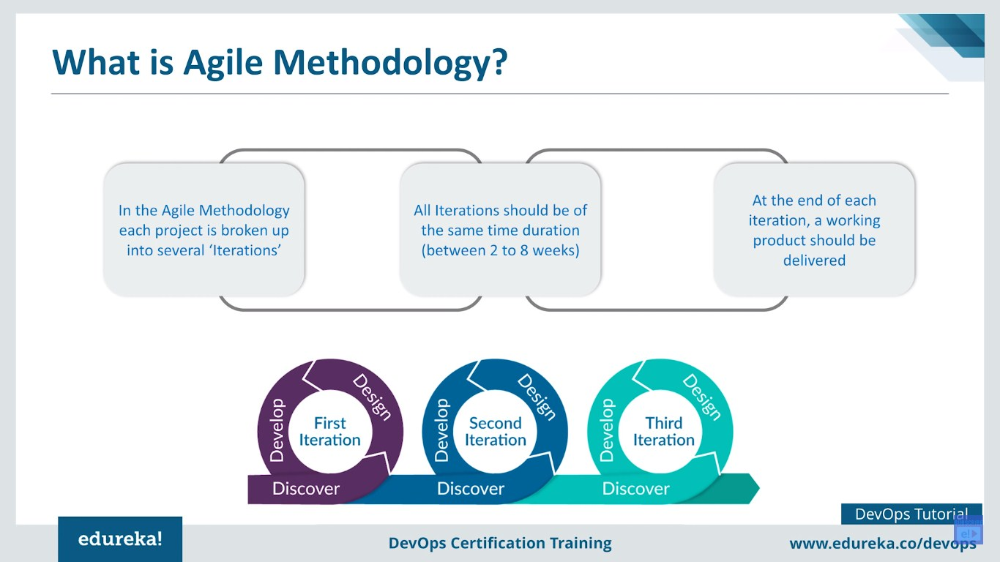 What is Agile Methodology?
In the Agile Methodology
each project is broken up
into several ‘Iterations’
All Iterations should be of
the same time duration
(between 2 to 8 weeks)
At the end of each
iteration, a working
product should be
delivered
Develop
Design
First
Iteration
Discover
Develop
Design
Second
Iteration
Discover
Develop
Design
Third
Iteration
Discover
DevOps Tutorial
edureka!
DevOps Certification Training
www.edureka.co/devops
e!